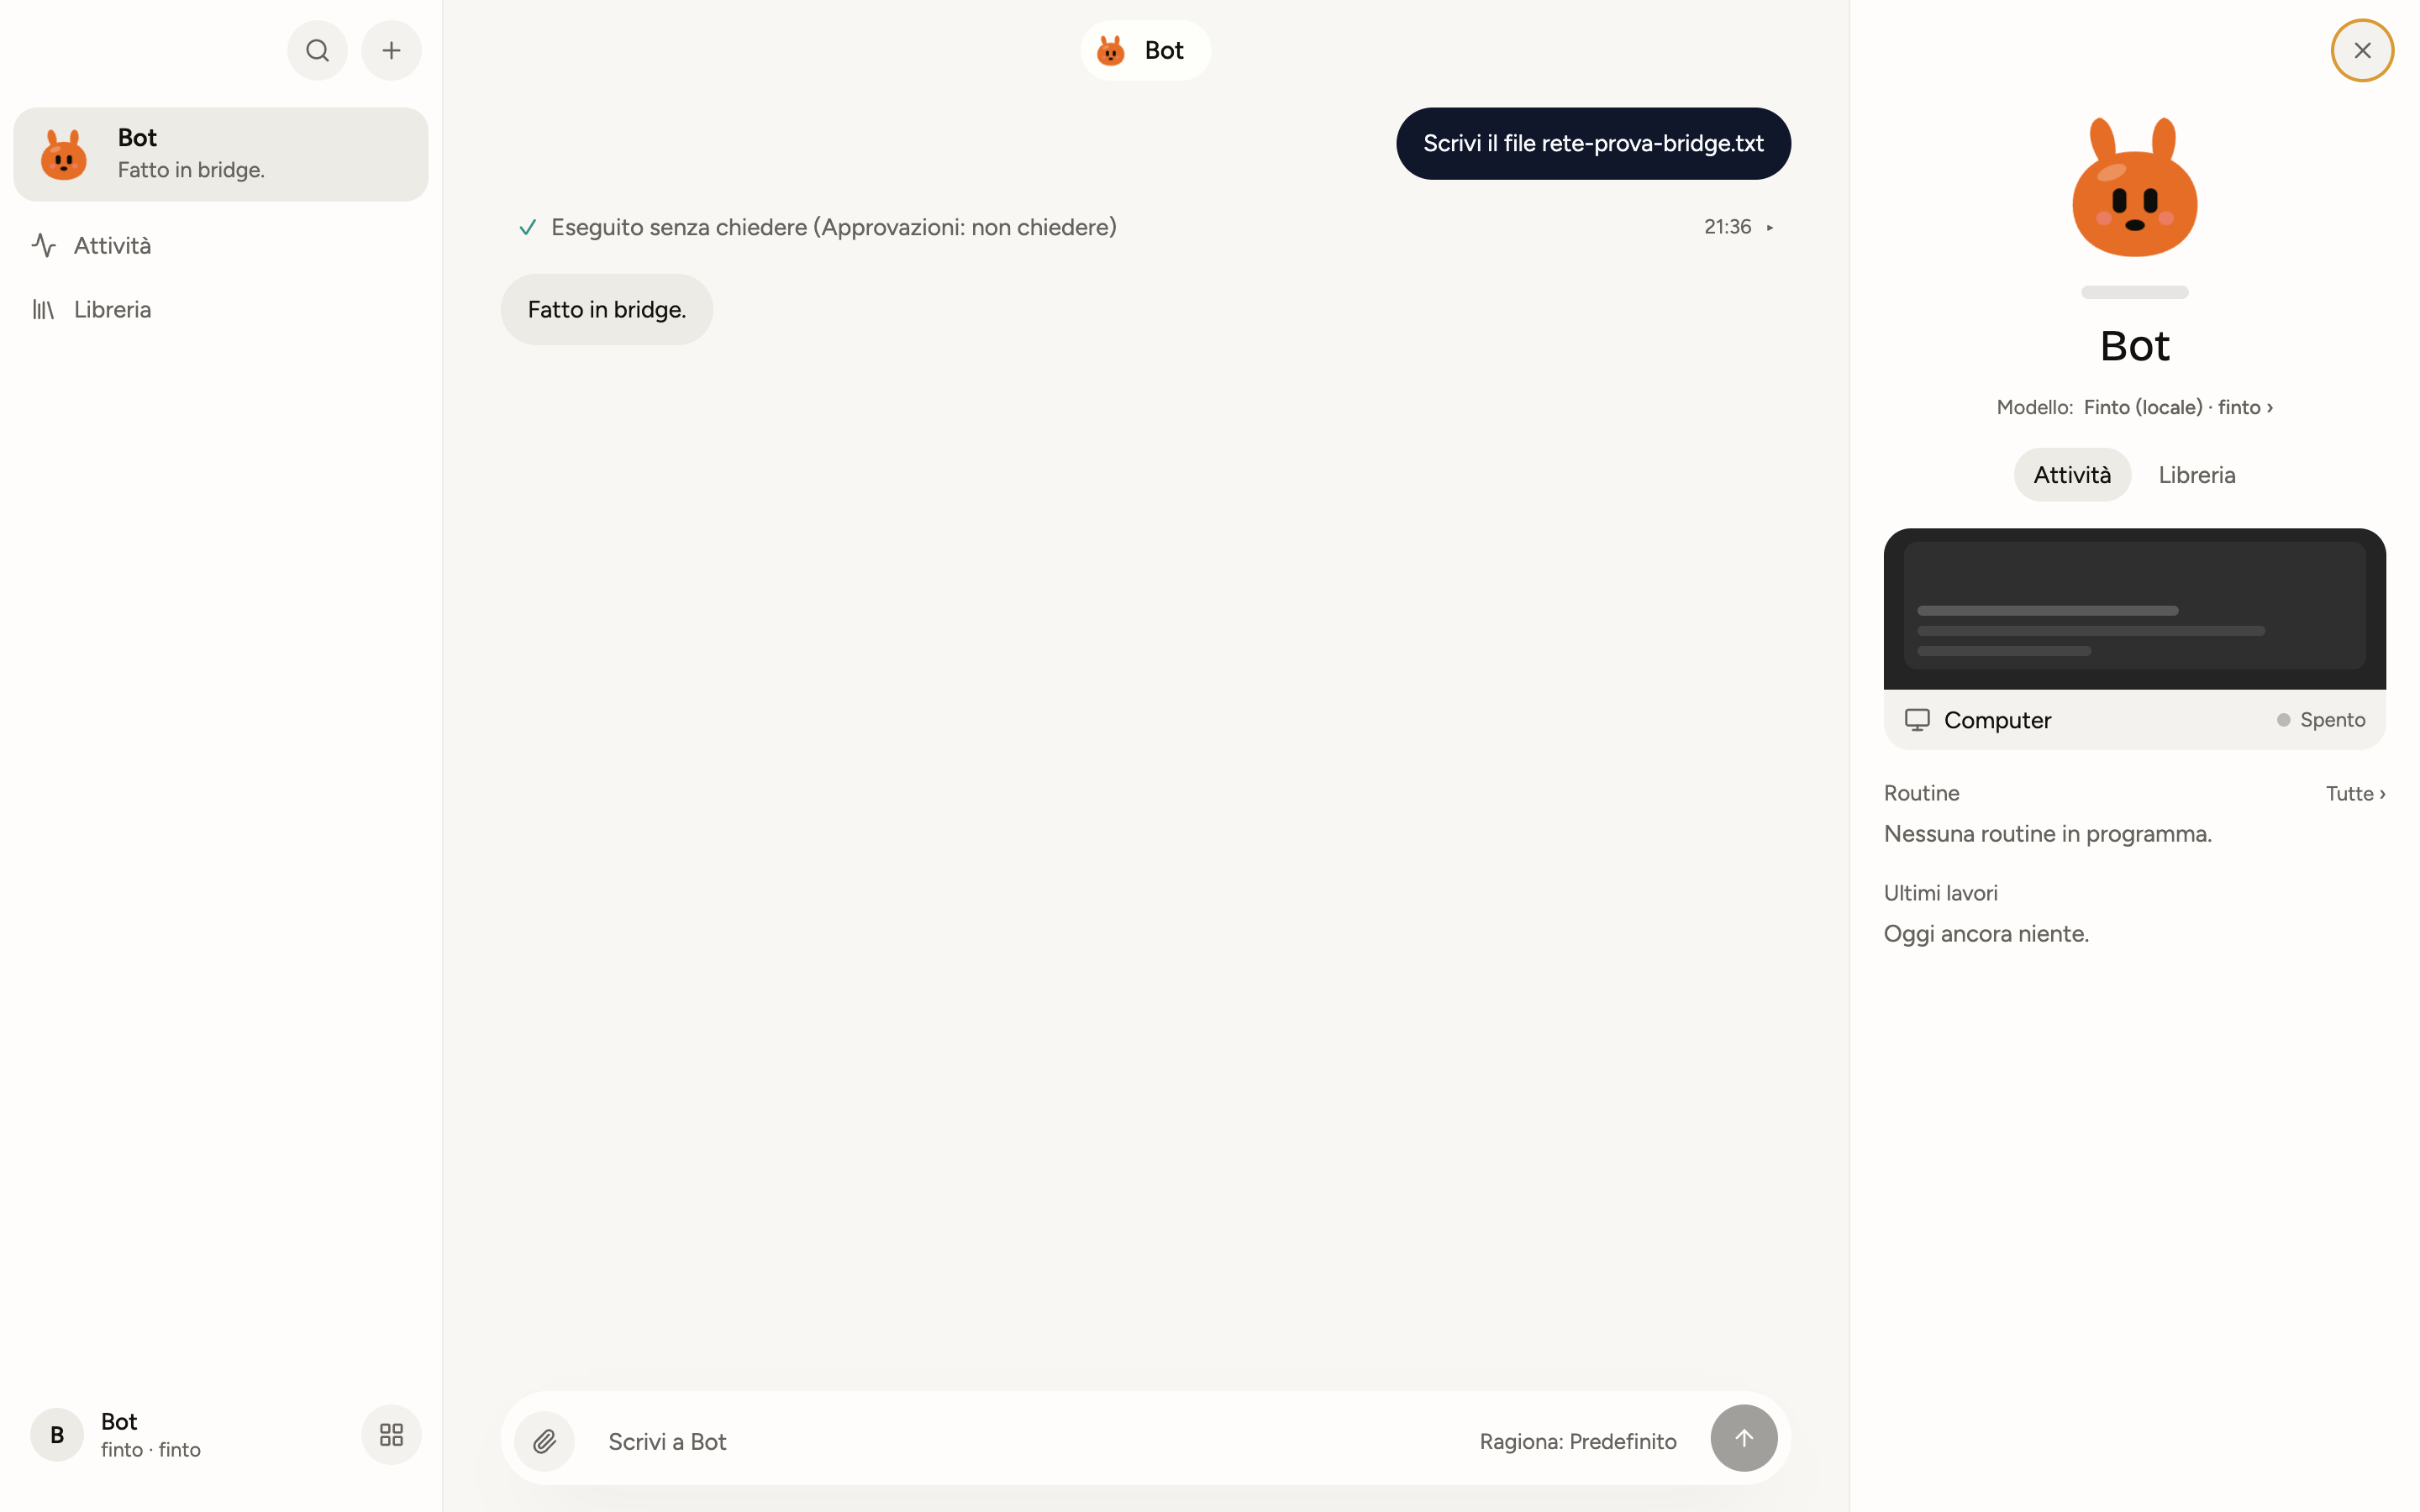 Bot
Fatto in bridge.
Attività
Libreria
B
Bot
finto · finto
Bot
Scrivi il file rete-prova-bridge.txt
Eseguito senza chiedere (Approvazioni: non chiedere)
21:36
Fatto in bridge.
Scrivi a Bot
Ragiona: Predefinito
Bot
Modello: Finto (locale) · finto ›
Attività
Libreria
Computer
Spento
Routine
Tutte ›
Nessuna routine in programma.
Ultimi lavori
Oggi ancora niente.